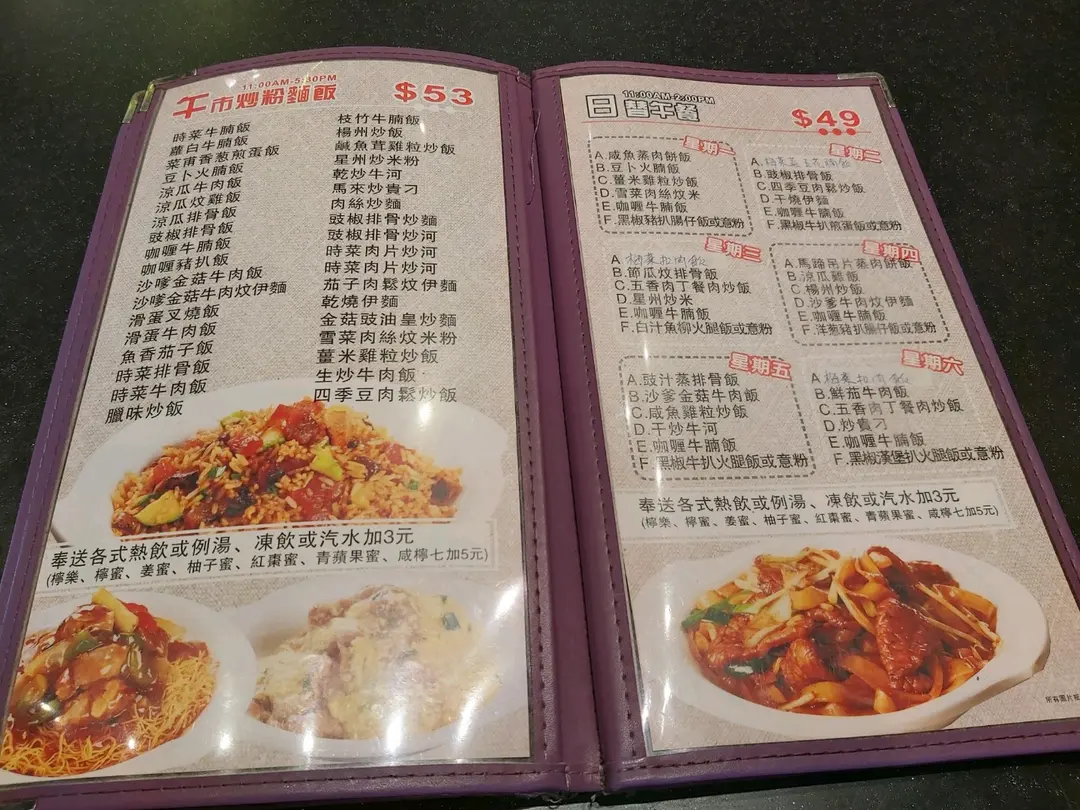 11:00AM-5:30PM
午市炒粉麵飯 $53
時菜牛腩飯
蘿白牛腩飯
菜甫香葱煎蛋飯
豆卜火腩飯
涼瓜牛肉飯
涼瓜炆雞飯
涼瓜排骨飯
豉椒排骨飯
咖喱牛腩飯
咖喱豬扒飯
沙嗲金菇牛肉飯
沙嗲金菇牛肉炆伊麵
滑蛋叉燒飯
滑蛋牛肉飯
魚香茄子飯
時菜排骨飯
時菜牛肉飯
臘味炒飯
枝竹牛腩飯
楊州炒飯
鹹魚茸雞粒炒飯
星州炒米粉
乾炒牛河
馬來炒貴刁
肉絲炒麵
豉椒排骨炒麵
豉椒排骨炒河
時菜肉片炒河
時菜肉片炒河
茄子肉鬆炆伊麵
乾燒伊麵
金菇豉油皇炒麵
雪菜肉絲炆米粉
薑米雞粒炒飯
生炒牛肉飯
四季豆肉鬆炒飯
奉送各式熱飲或例湯、凍飲或汽水加3元
(檸樂、檸蜜、姜蜜、柚子蜜、紅棗蜜、青蘋果蜜、咸檸七加5元)
11:00AM-2:00PM
日替午餐 $49
星期一
A.咸魚蒸肉餅飯
B.豆卜火腩飯
C.薑米雞粒炒飯
D.雪菜肉絲炆米
E.咖喱牛腩飯
F.黑椒豬扒腸仔飯或意粉
星期二
A.
B.豉椒排骨飯
C.四季豆肉鬆炒飯
D.干燒伊麵
E.咖喱牛腩飯
F.黑椒牛扒煎蛋飯或意粉
星期三
A
B.節瓜炆排骨飯
C.五香肉丁餐肉炒飯
D.星州炒米
E.咖喱牛腩飯
F.白汁魚柳火腿飯或意粉
星期四
A.馬蹄吊片蒸肉餅飯
B.涼瓜雞飯
C.楊州炒飯
D.沙爹牛肉炆伊麵
E.咖喱牛腩飯
F.洋葱豬扒腸仔飯或意粉
星期五
A.豉汁蒸排骨飯
B.沙爹金菇牛肉飯
C.咸魚雞粒炒飯
D.干炒牛河
E.咖喱牛腩飯
F.黑椒牛扒火腿飯或意粉
星期六
A
B.鮮茄牛肉飯
C.五香肉丁餐肉炒飯
D.炒貴刁
E.咖喱牛腩飯
F.黑椒漢堡扒火腿飯或意粉
奉送各式熱飲或例湯、凍飲或汽水加3元
(檸樂、檸蜜、姜蜜、柚子蜜、紅棗蜜、青蘋果蜜、咸檸七加5元)
所有圖片